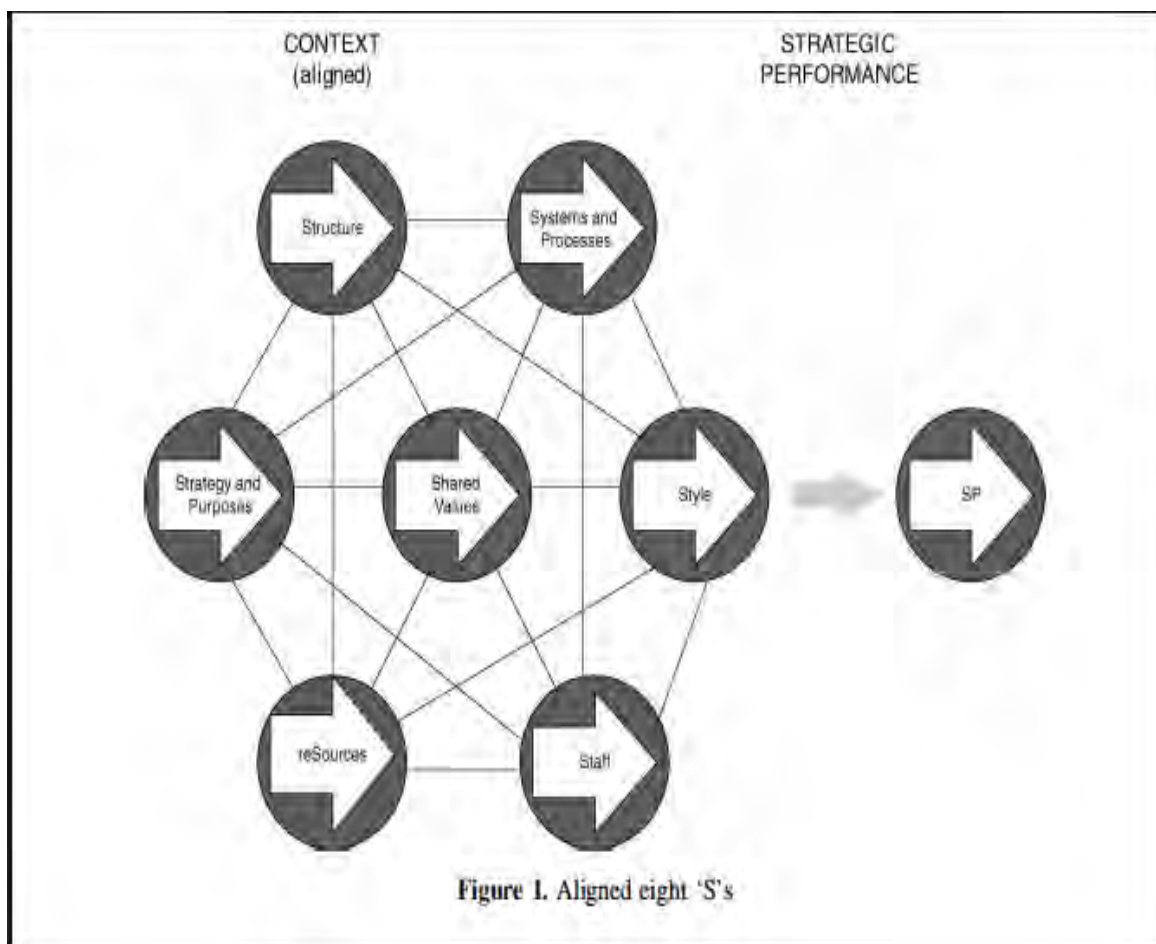 CONTEXT
(aligned)
STRATEGIC
PERFORMANCE
Structure
Systems and
Processes
Strategy and
Purposes
Shared
Values
Style
SP
reSources
Staff
Figure 1. Aligned eight 'S's